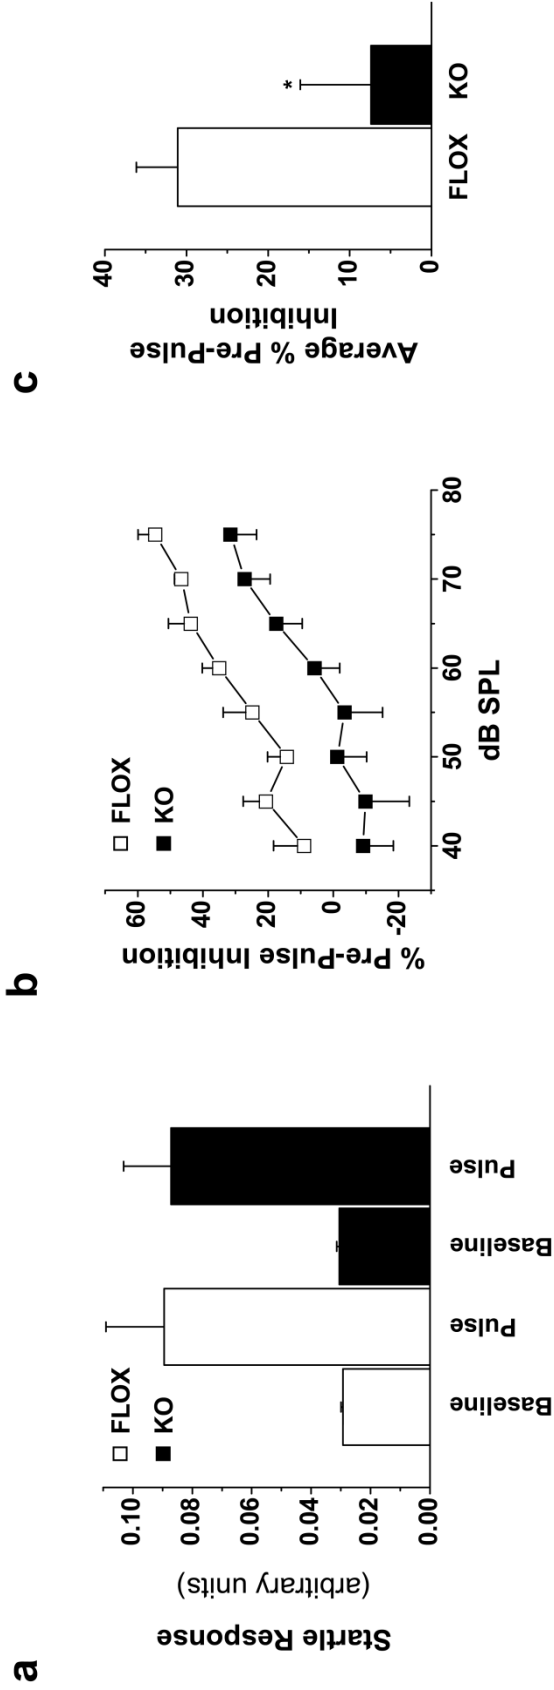 a
Startle Response
(arbitrary units)
0.10
0.08
0.06
0.04
0.02
0.00
FLOX
KO
Baseline
Pulse
Baseline
Pulse
b
% Pre-Pulse Inhibition
60
40
20
0
-20
FLOX
KO
40
50
60
70
80
dB SPL
c
Average % Pre-Pulse
Inhibition
40
30
20
10
0
*
FLOX
KO